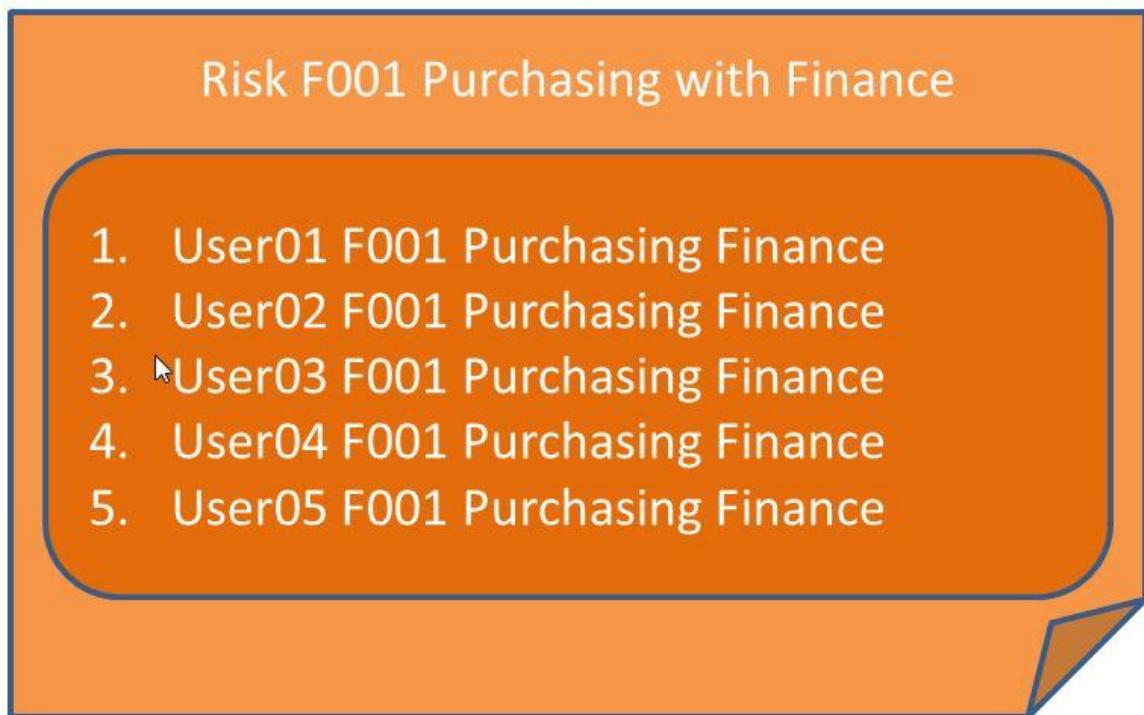 Risk F001 Purchasing with Finance
1. User01 F001 Purchasing Finance
2. User02 F001 Purchasing Finance
3. User03 F001 Purchasing Finance
4. User04 F001 Purchasing Finance
5. User05 F001 Purchasing Finance